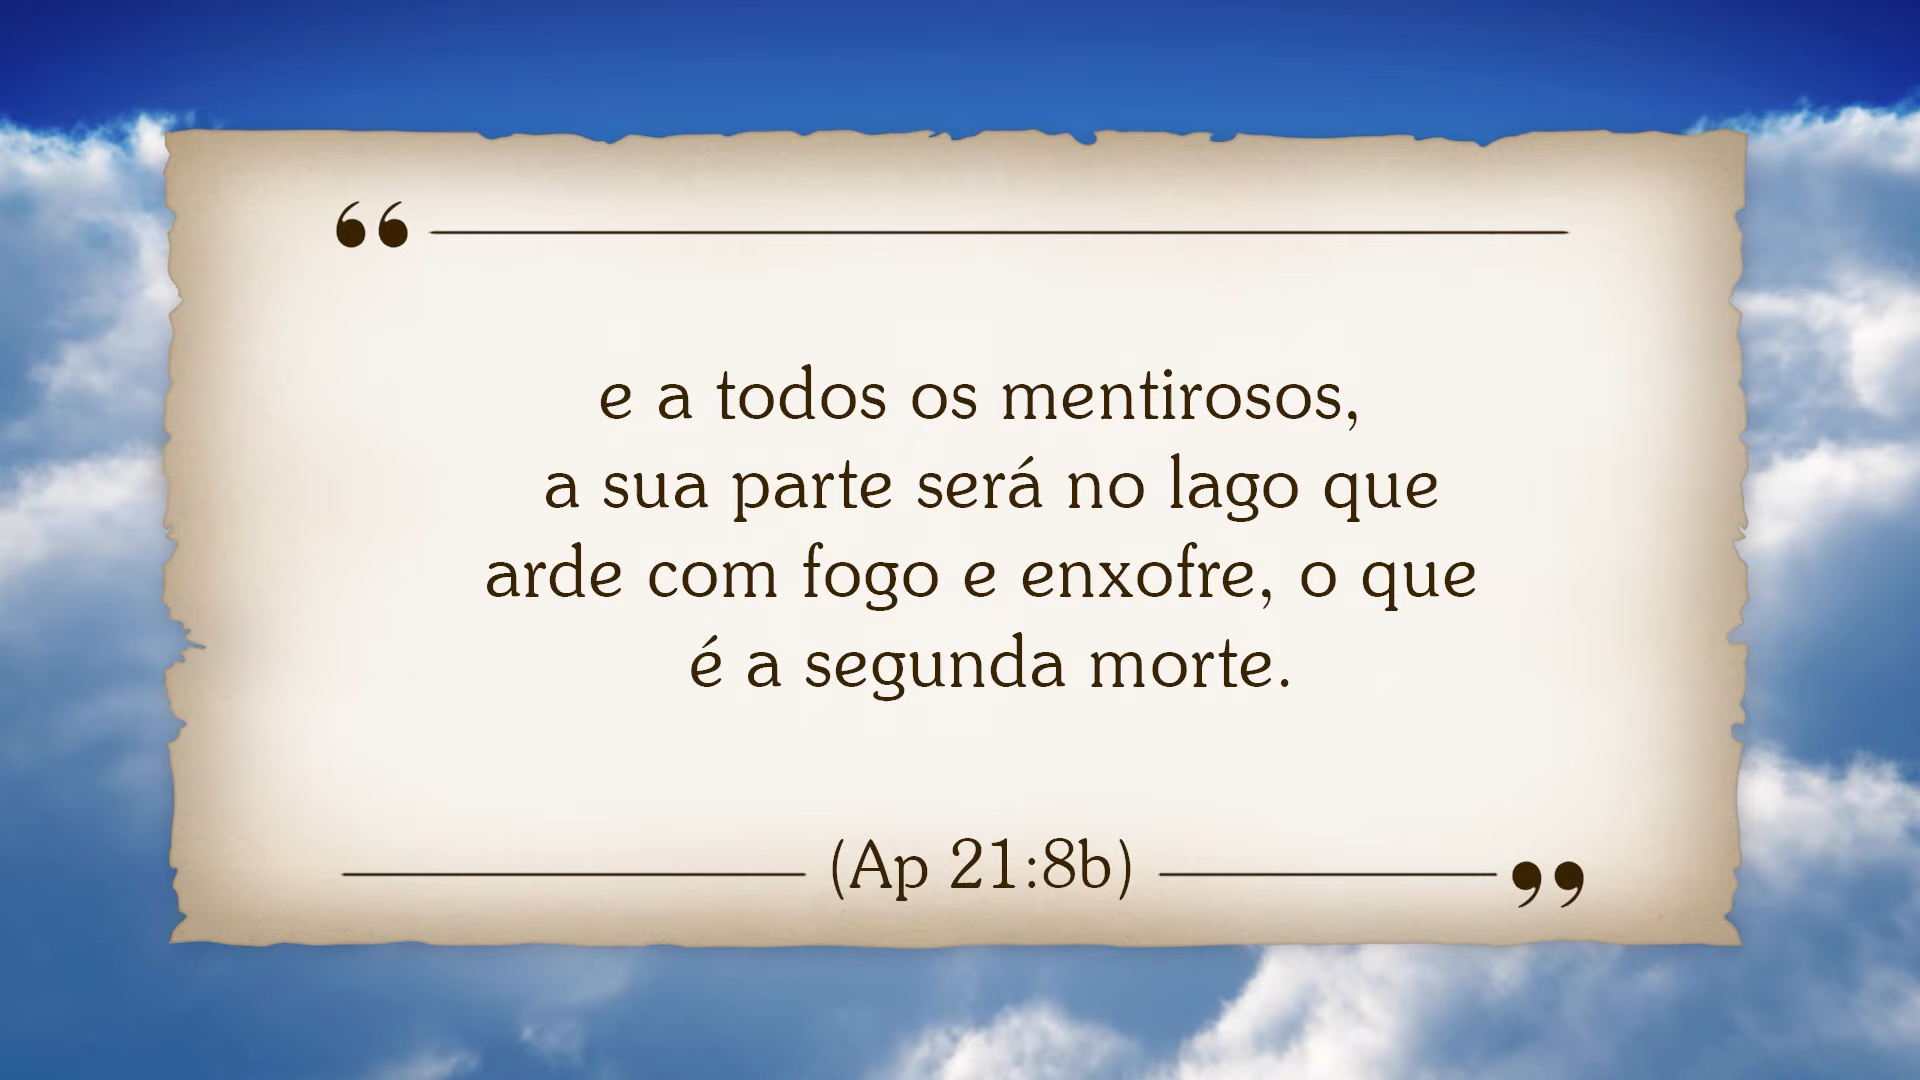 “
e a todos os mentirosos,
a sua parte será no lago que
arde com fogo e enxofre, o que
é a segunda morte.
(Ap 21:8b)
”